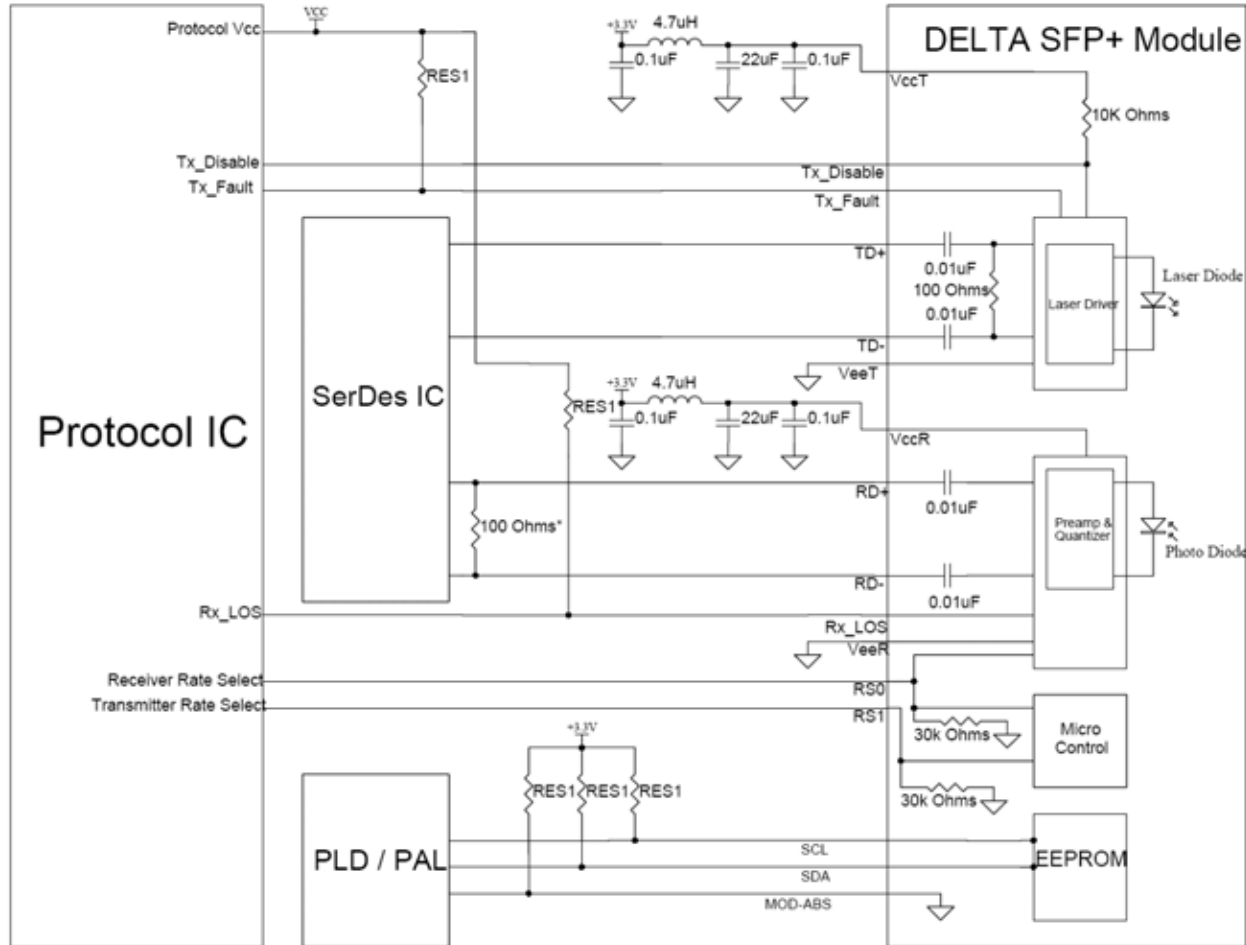 VCC
Protocol Vcc
RES1
+3.3V
4.7uH
0.1uF
22uF
0.1uF
DELTA SFP+ Module
VccT
10K Ohms
Tx_Disable
Tx_Disable
Tx_Fault
Tx_Fault
TD+
0.01uF
100 Ohms
0.01uF
TD-
Laser Driver
Laser Diode
VeeT
SerDes IC
Protocol IC
RES1
+3.3V
4.7uH
0.1uF
22uF
0.1uF
VccR
RD+
0.01uF
100 Ohms*
Preamp &
Quantizer
Photo Diode
RD-
0.01uF
Rx_LOS
Rx_LOS
VeeR
Receiver Rate Select
RS0
Transmitter Rate Select
RS1
30k Ohms
Micro
Control
30k Ohms
+3.3V
RES1
RES1
RES1
PLD / PAL
SCL
SDA
MOD-ABS
EEPROM